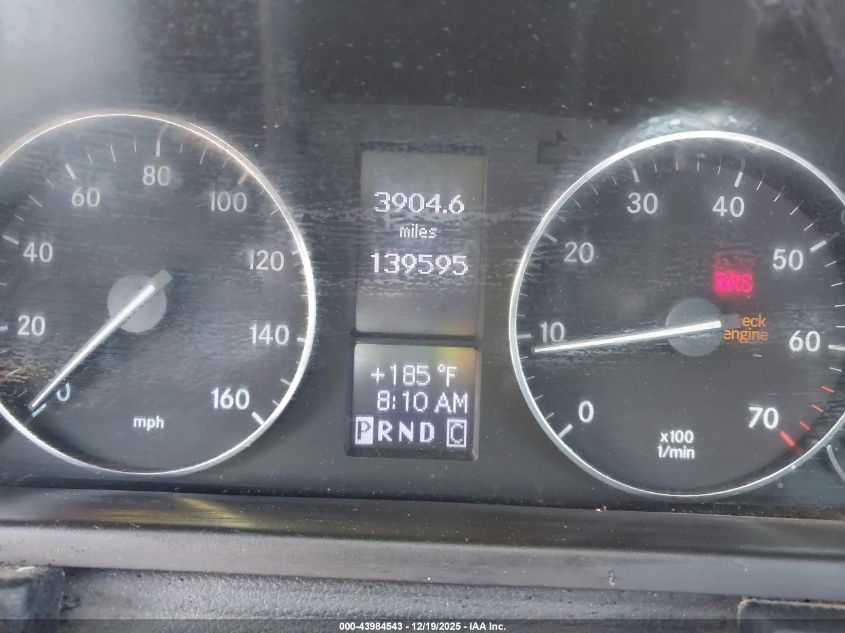 20
40
60
80
100
120
140
160
0
mph
3904.6
miles
139595
+185 °F
8:10 AM
PRND C
0
10
20
30
40
50
60
70
SRS
eck
engine
x100
1/min
000-43984543 - 12/19/2025 - IAA Inc.